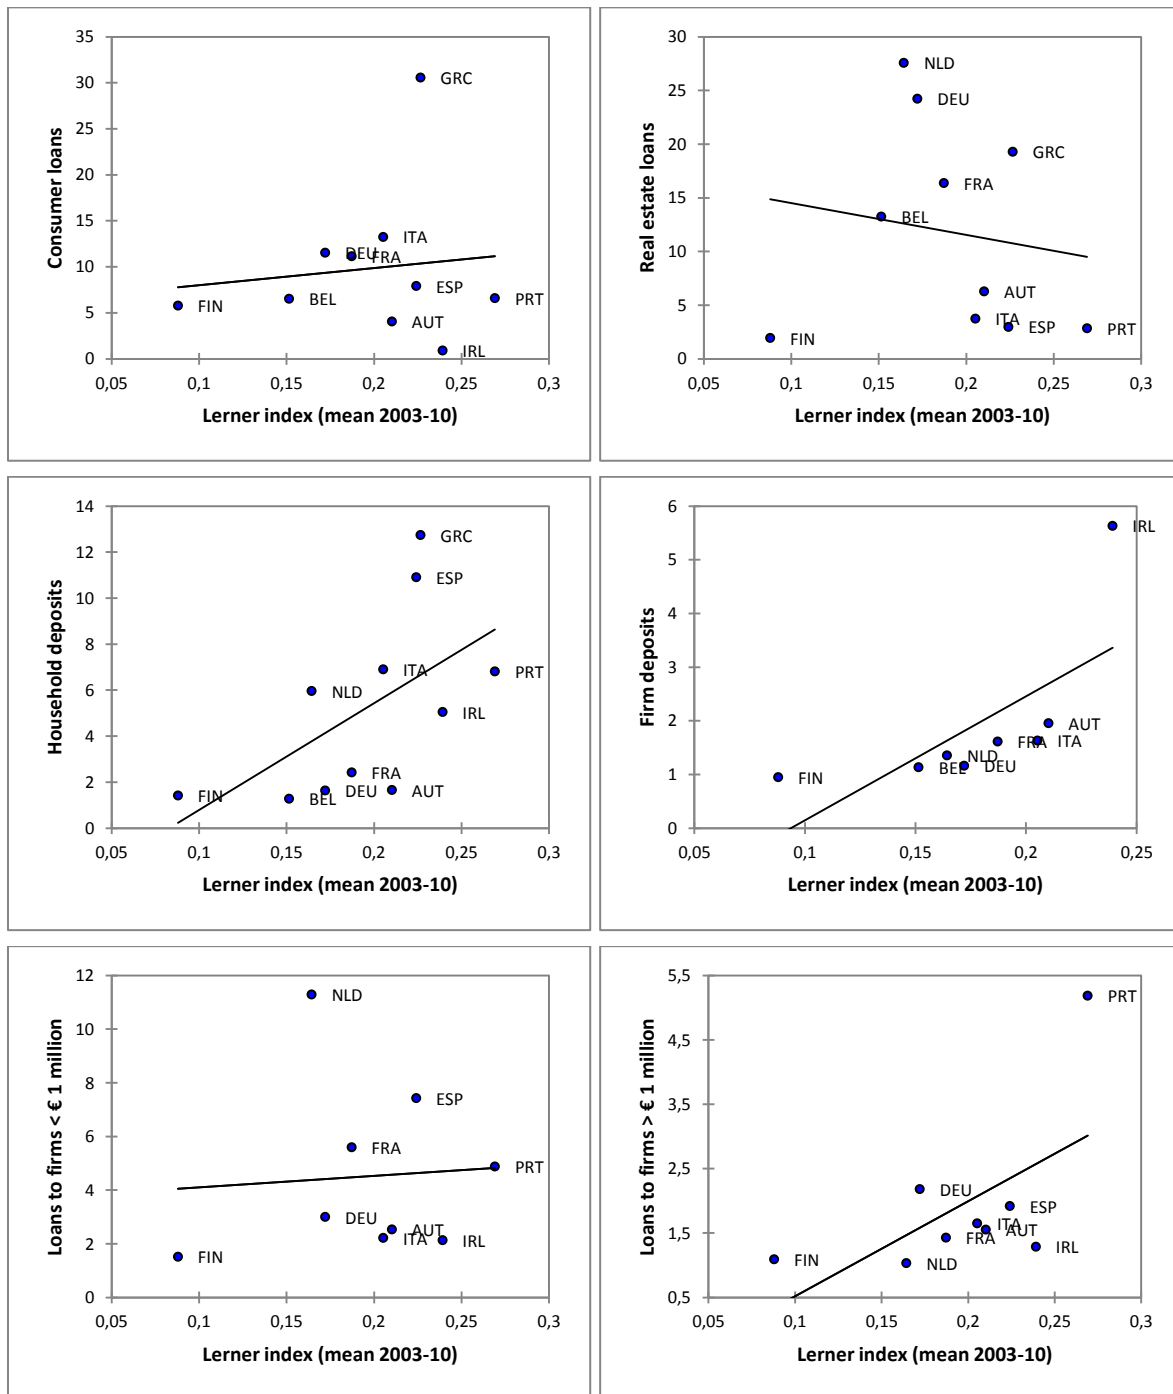 35
30
25
20
15
10
5
0
Consumer loans
GRC
ITA
DEU
FRA
ESP
FIN
BEL
PRT
AUT
IRL
0,05 0,1 0,15 0,2 0,25 0,3
Lerner index (mean 2003-10)
30
25
20
15
10
5
0
Real estate loans
NLD
DEU
GRC
FRA
BEL
AUT
ITA
ESP
PRT
FIN
0,05 0,1 0,15 0,2 0,25 0,3
Lerner index (mean 2003-10)
14
12
10
8
6
4
2
0
Household deposits
GRC
ESP
ITA
PRT
NLD
IRL
FRA
FIN
BEL
DEU
AUT
0,05 0,1 0,15 0,2 0,25 0,3
Lerner index (mean 2003-10)
6
5
4
3
2
1
0
Firm deposits
IRL
AUT
FRA
ITA
NLD
BEL
DEU
FIN
0,05 0,1 0,15 0,2 0,25
Lerner index (mean 2003-10)
12
10
8
6
4
2
0
Loans to firms < € 1 million
NLD
ESP
FRA
PRT
DEU
AUT
ITA
IRL
FIN
0,05 0,1 0,15 0,2 0,25 0,3
Lerner index (mean 2003-10)
5,5
4,5
3,5
2,5
1,5
0,5
Loans to firms > € 1 million
PRT
DEU
ESP
ITA
AUT
FRA
IRL
FIN
NLD
0,05 0,1 0,15 0,2 0,25 0,3
Lerner index (mean 2003-10)